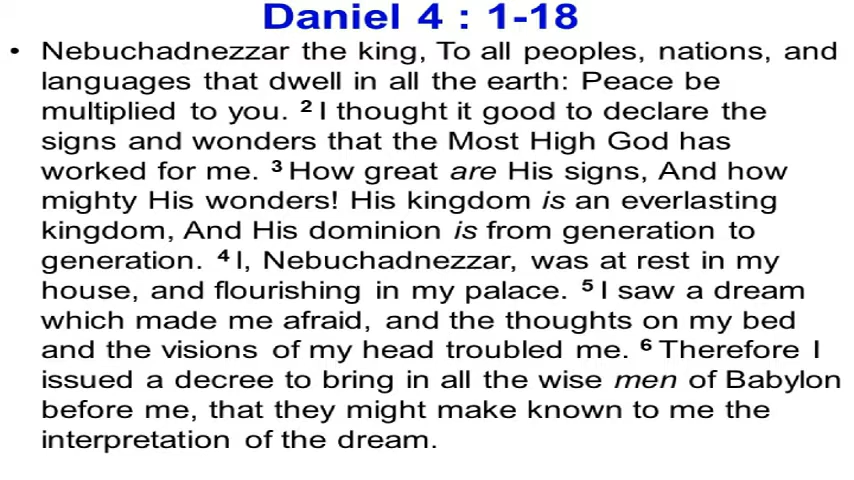 Daniel 4 : 1-18
• Nebuchadnezzar the king, To all peoples, nations, and
languages that dwell in all the earth: Peace be
multiplied to you. 2 I thought it good to declare the
signs and wonders that the Most High God has
worked for me. 3 How great are His signs, And how
mighty His wonders! His kingdom is an everlasting
kingdom, And His dominion is from generation to
generation. 4 I, Nebuchadnezzar, was at rest in my
house, and flourishing in my palace. 5 I saw a dream
which made me afraid, and the thoughts on my bed
and the visions of my head troubled me. 6 Therefore I
issued a decree to bring in all the wise men of Babylon
before me, that they might make known to me the
interpretation of the dream.